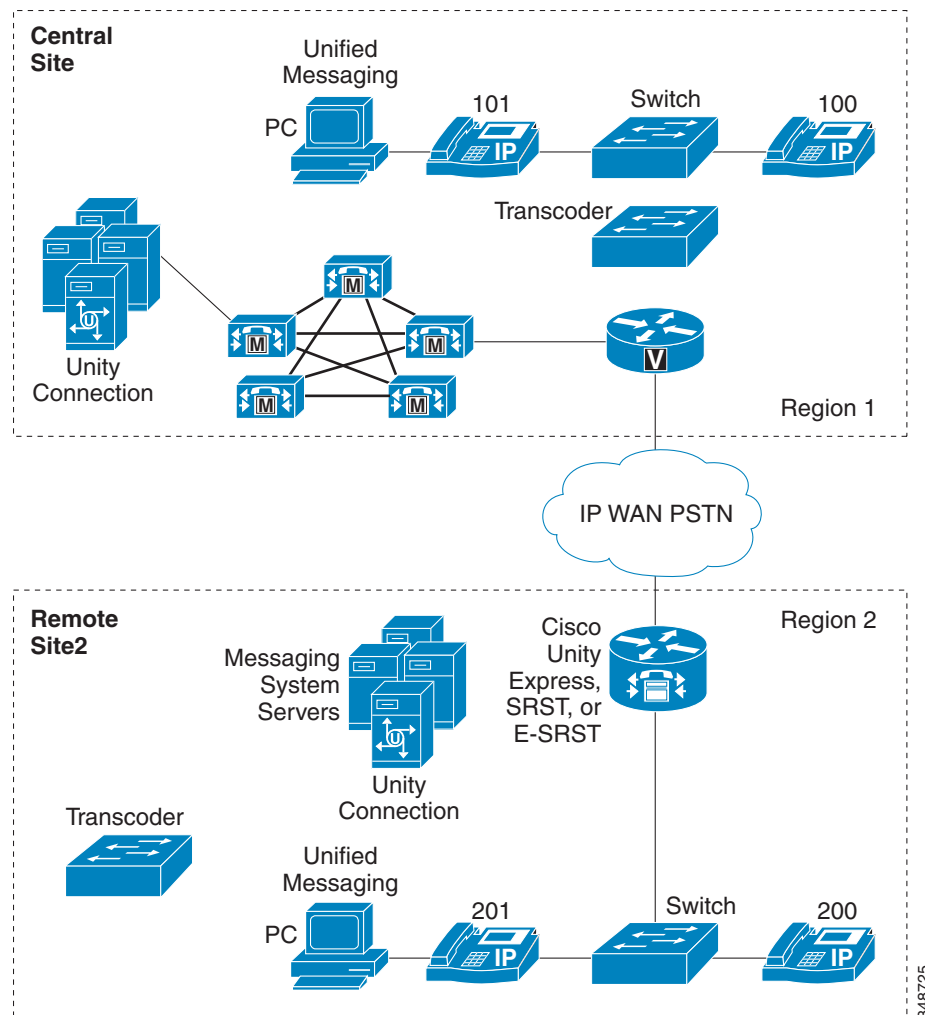 Central
Site
Unified
Messaging
PC
101
IP
Switch
100
IP
Transcoder
U
Unity
Connection
M
M
M
M
M
V
Region 1
IP WAN PSTN
Remote
Site2
Region 2
Messaging
System
Servers
U
Unity
Connection
Cisco
Unity
Express,
SRST, or
E-SRST
Transcoder
Unified
Messaging
PC
201
IP
Switch
200
IP
348725